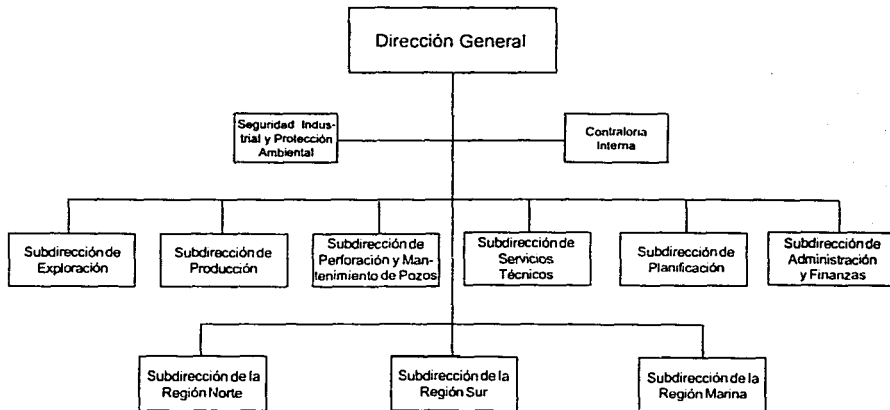 Dirección General
Seguridad Indus-
trial y Protección
Ambiental
Contraloria
Interna
Subdirección de
Exploración
Subdirección de
Producción
Subdirección de
Perforación y Man-
tenimiento de Pozos
Subdirección de
Servicios
Técnicos
Subdirección de
Planificación
Subdirección de
Administración
y Finanzas
Subdirección de la
Región Norte
Subdirección de la
Región Sur
Subdirección de la
Región Marina